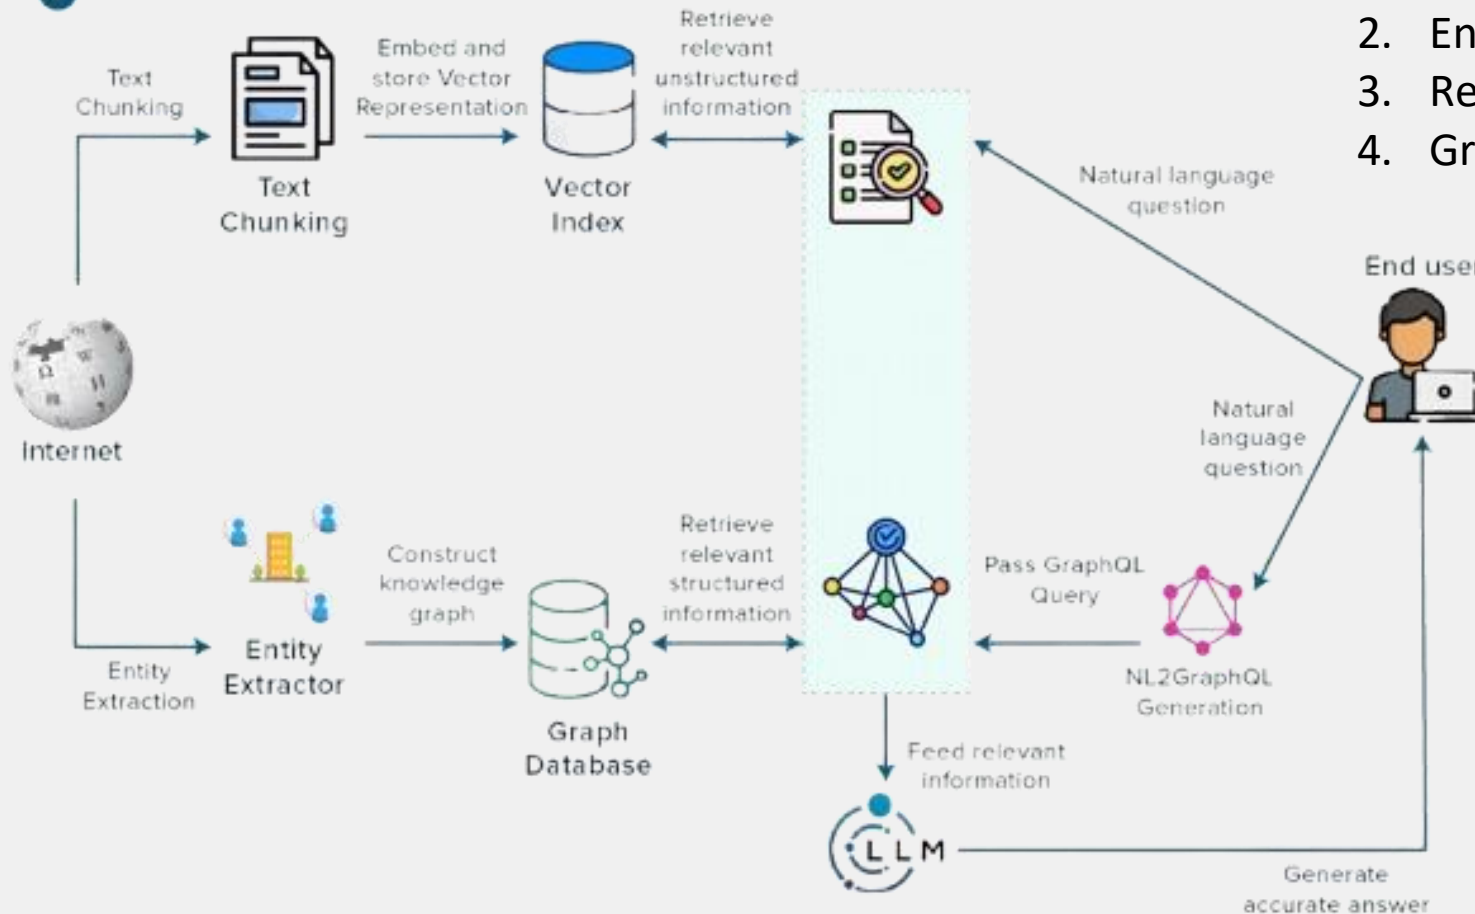 Retrieve
relevant
unstructured
information
Embed and
store Vector
Representation
Text
Chunking
Text
Chunking
Vector
Index
2. En
3. Re
4. Gr
Natural language
question
End user
Internet
Natural
language
question
Entity
Extraction
Entity
Extractor
Construct
knowledge
graph
Retrieve
relevant
structured
information
Graph
Database
Pass GraphQL
Query
NL2GraphQL
Generation
Feed relevant
information
LLM
Generate
accurate answer